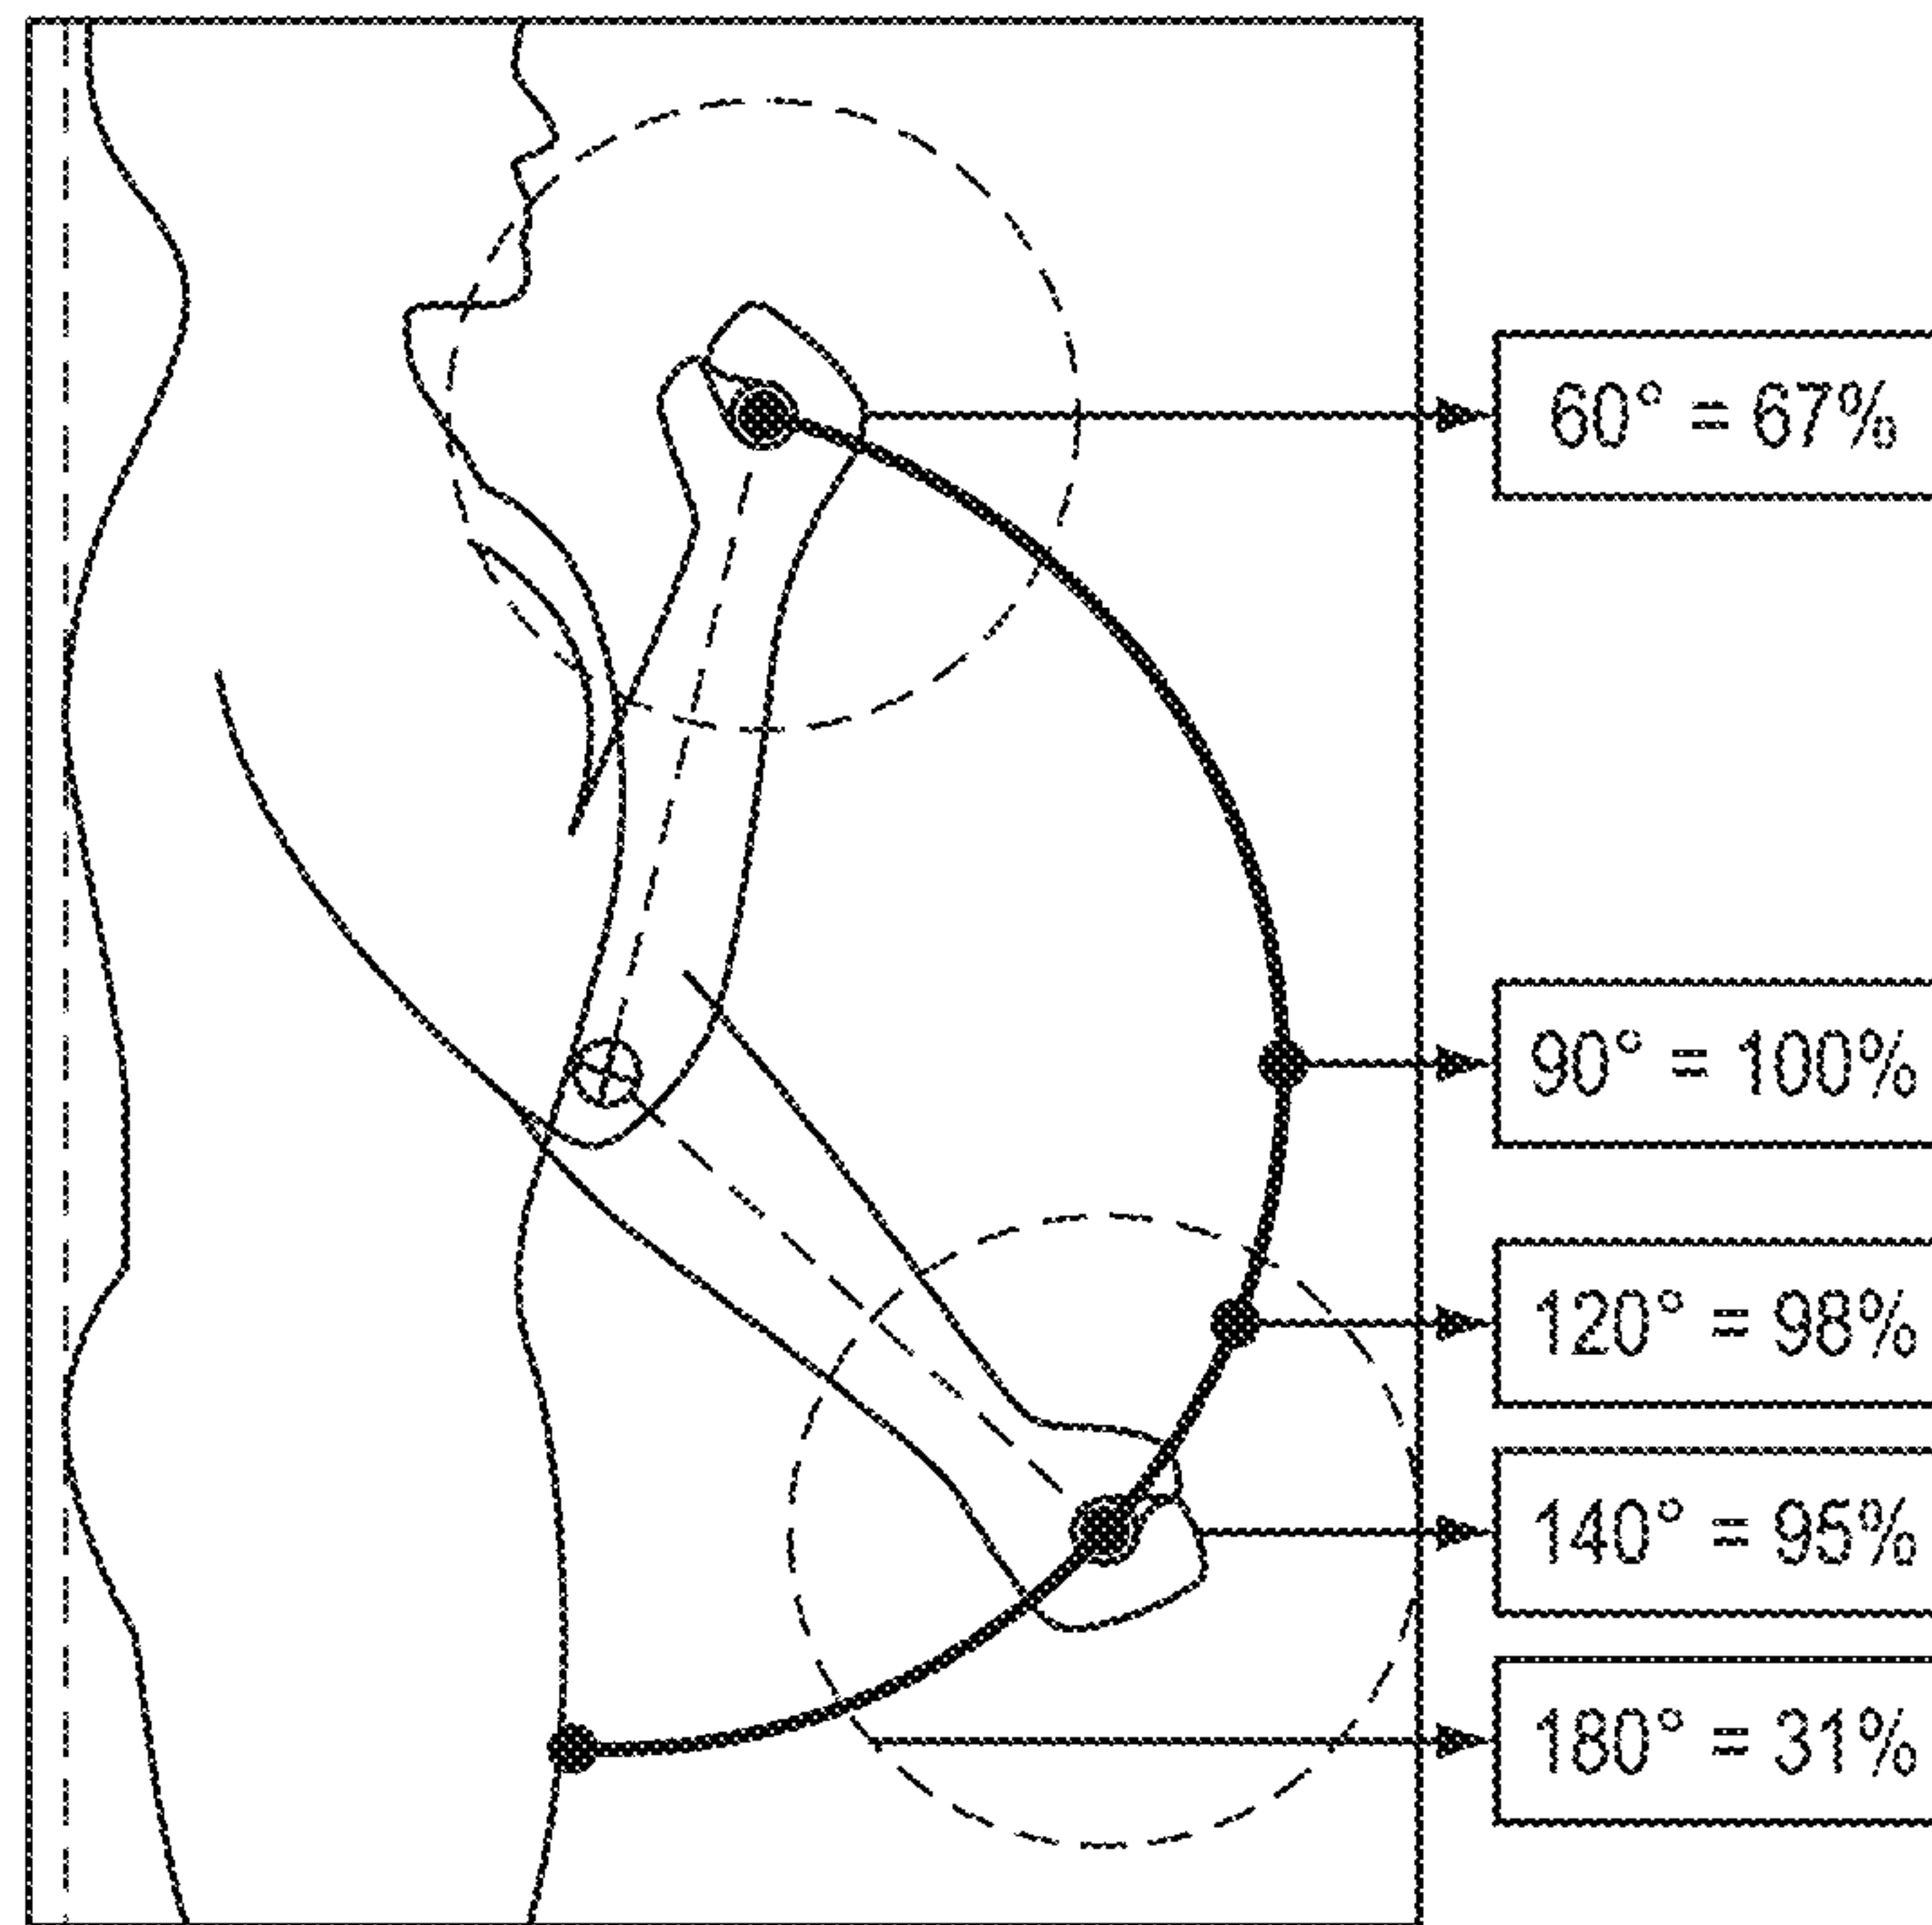 60° = 67%
90° = 100%
120° = 98%
140° = 95%
180° = 31%